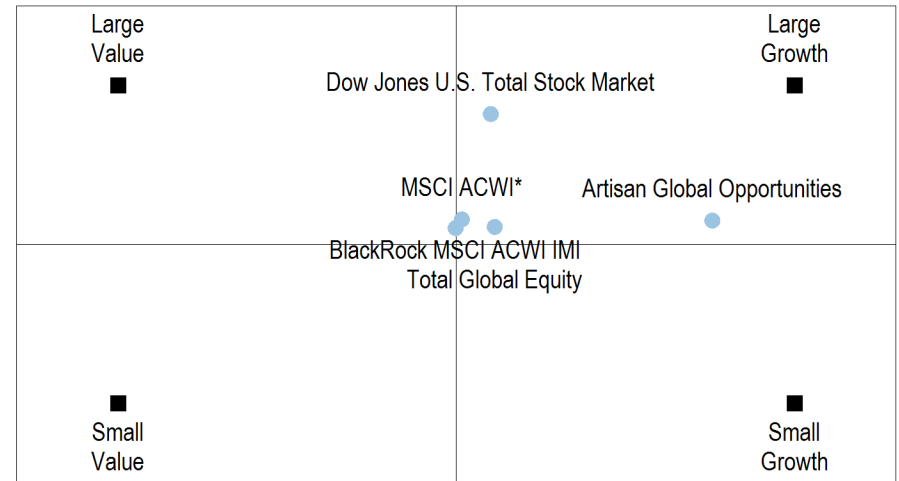 Large
Value
Large
Growth
Dow Jones U.S. Total Stock Market
MSCI ACWI*
Artisan Global Opportunities
BlackRock MSCI ACWI IMI
Total Global Equity
Small
Value
Small
Growth